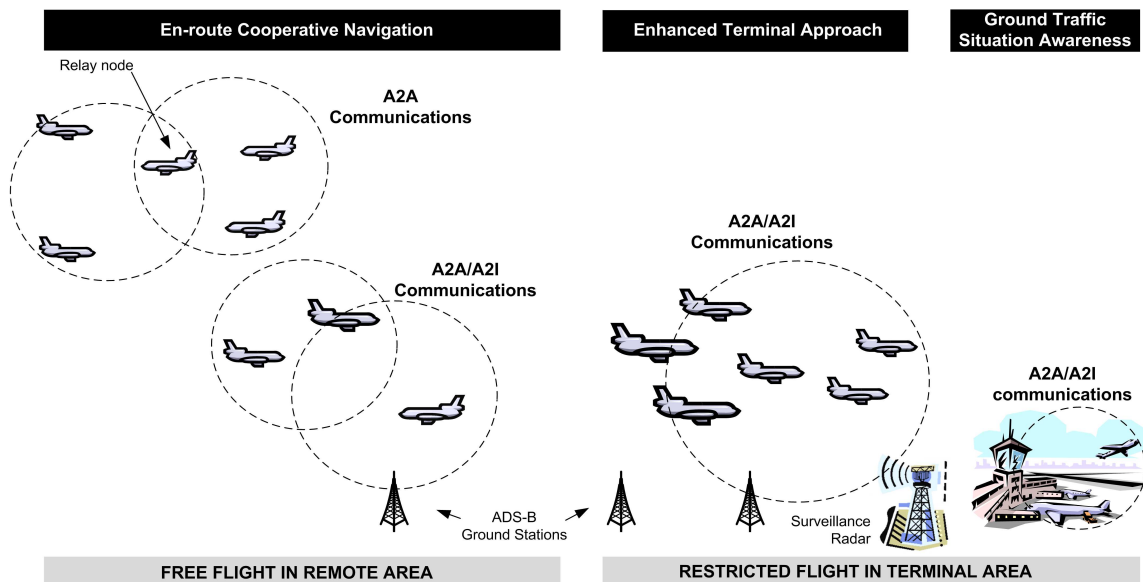 En-route Cooperative Navigation
Enhanced Terminal Approach
Ground Traffic
Situation Awareness
Relay node
A2A
Communications
A2A/A2I
Communications
A2A/A2I
Communications
A2A/A2I
communications
ADS-B
Ground Stations
Surveillance
Radar
FREE FLIGHT IN REMOTE AREA
RESTRICTED FLIGHT IN TERMINAL AREA